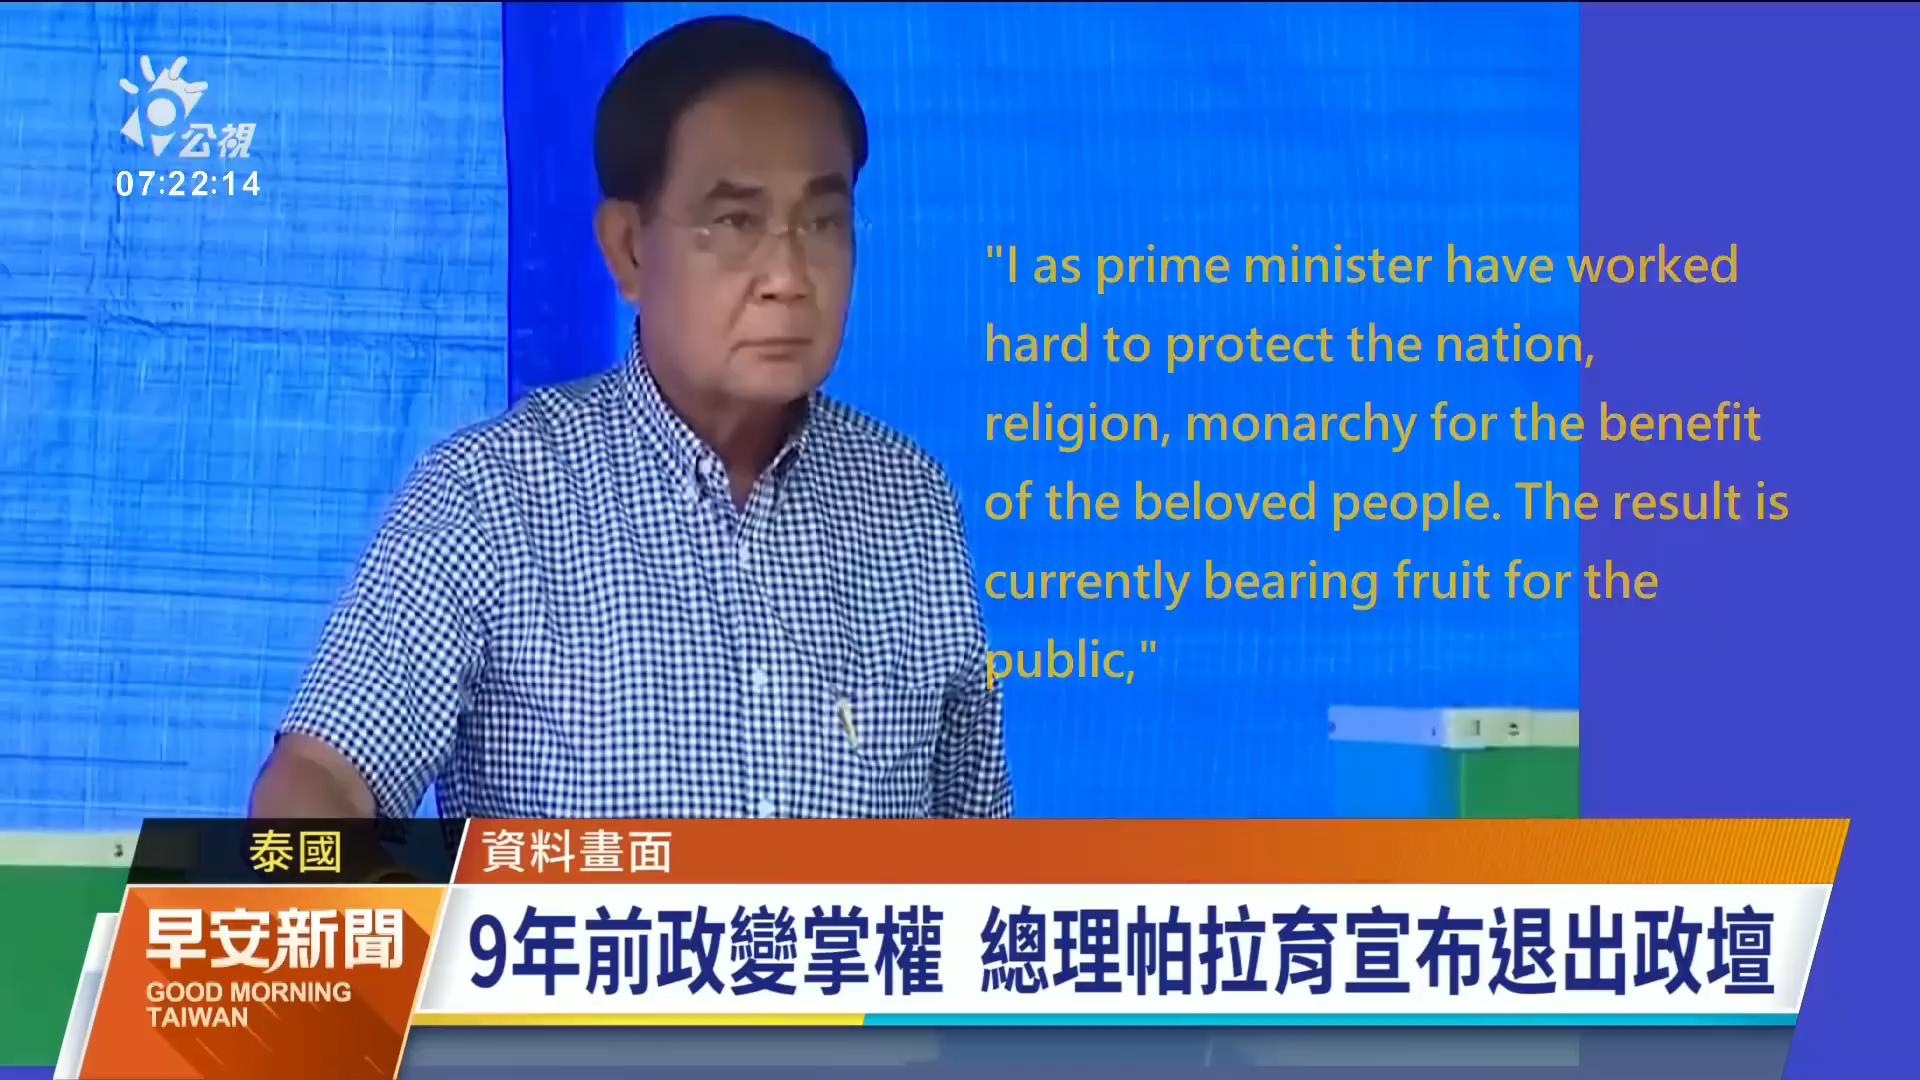 公視
07:22:14
"I as prime minister have worked
hard to protect the nation,
religion, monarchy for the benefit
of the beloved people. The result is
currently bearing fruit for the
public,"
泰國
資料畫面
早安新聞
GOOD MORNING
TAIWAN
9年前政變掌權 總理帕拉育宣布退出政壇